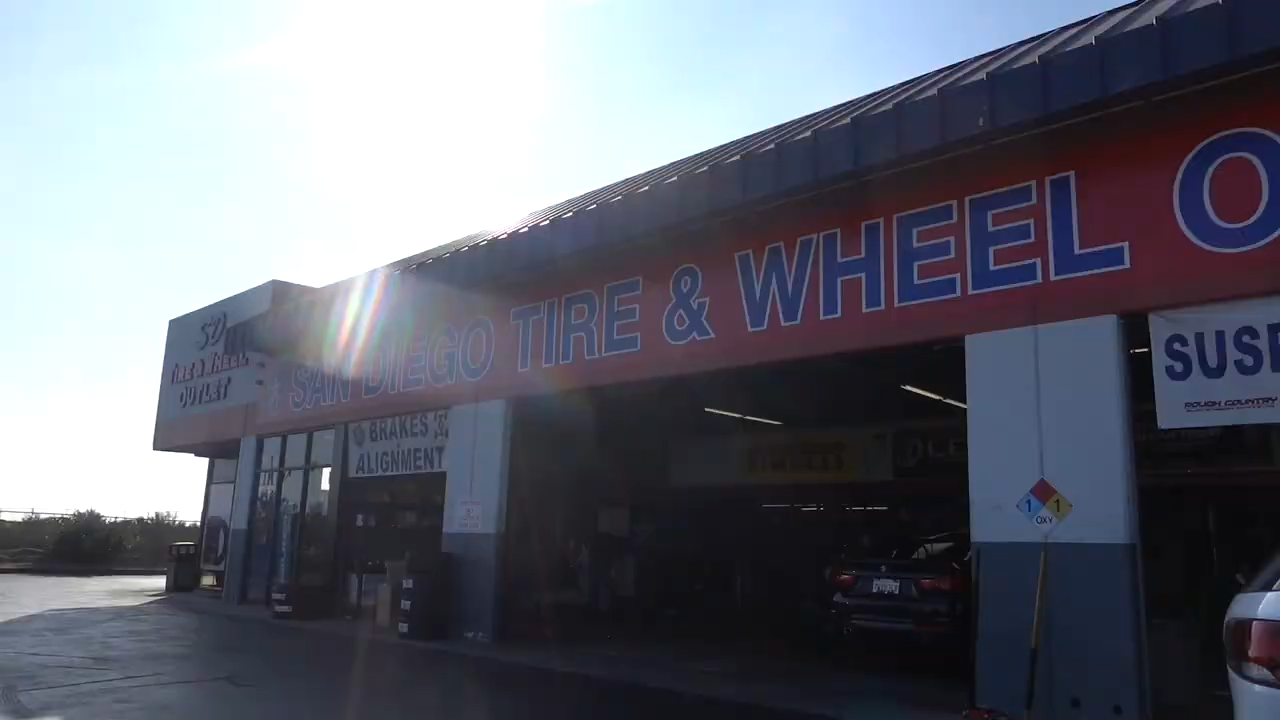 SD
TIRE & WHEEL
OUTLET
SAN DIEGO TIRE & WHEEL O
BRAKES &
ALIGNMENT
SUSP
ROUGH COUNTRY
1 1
OXY